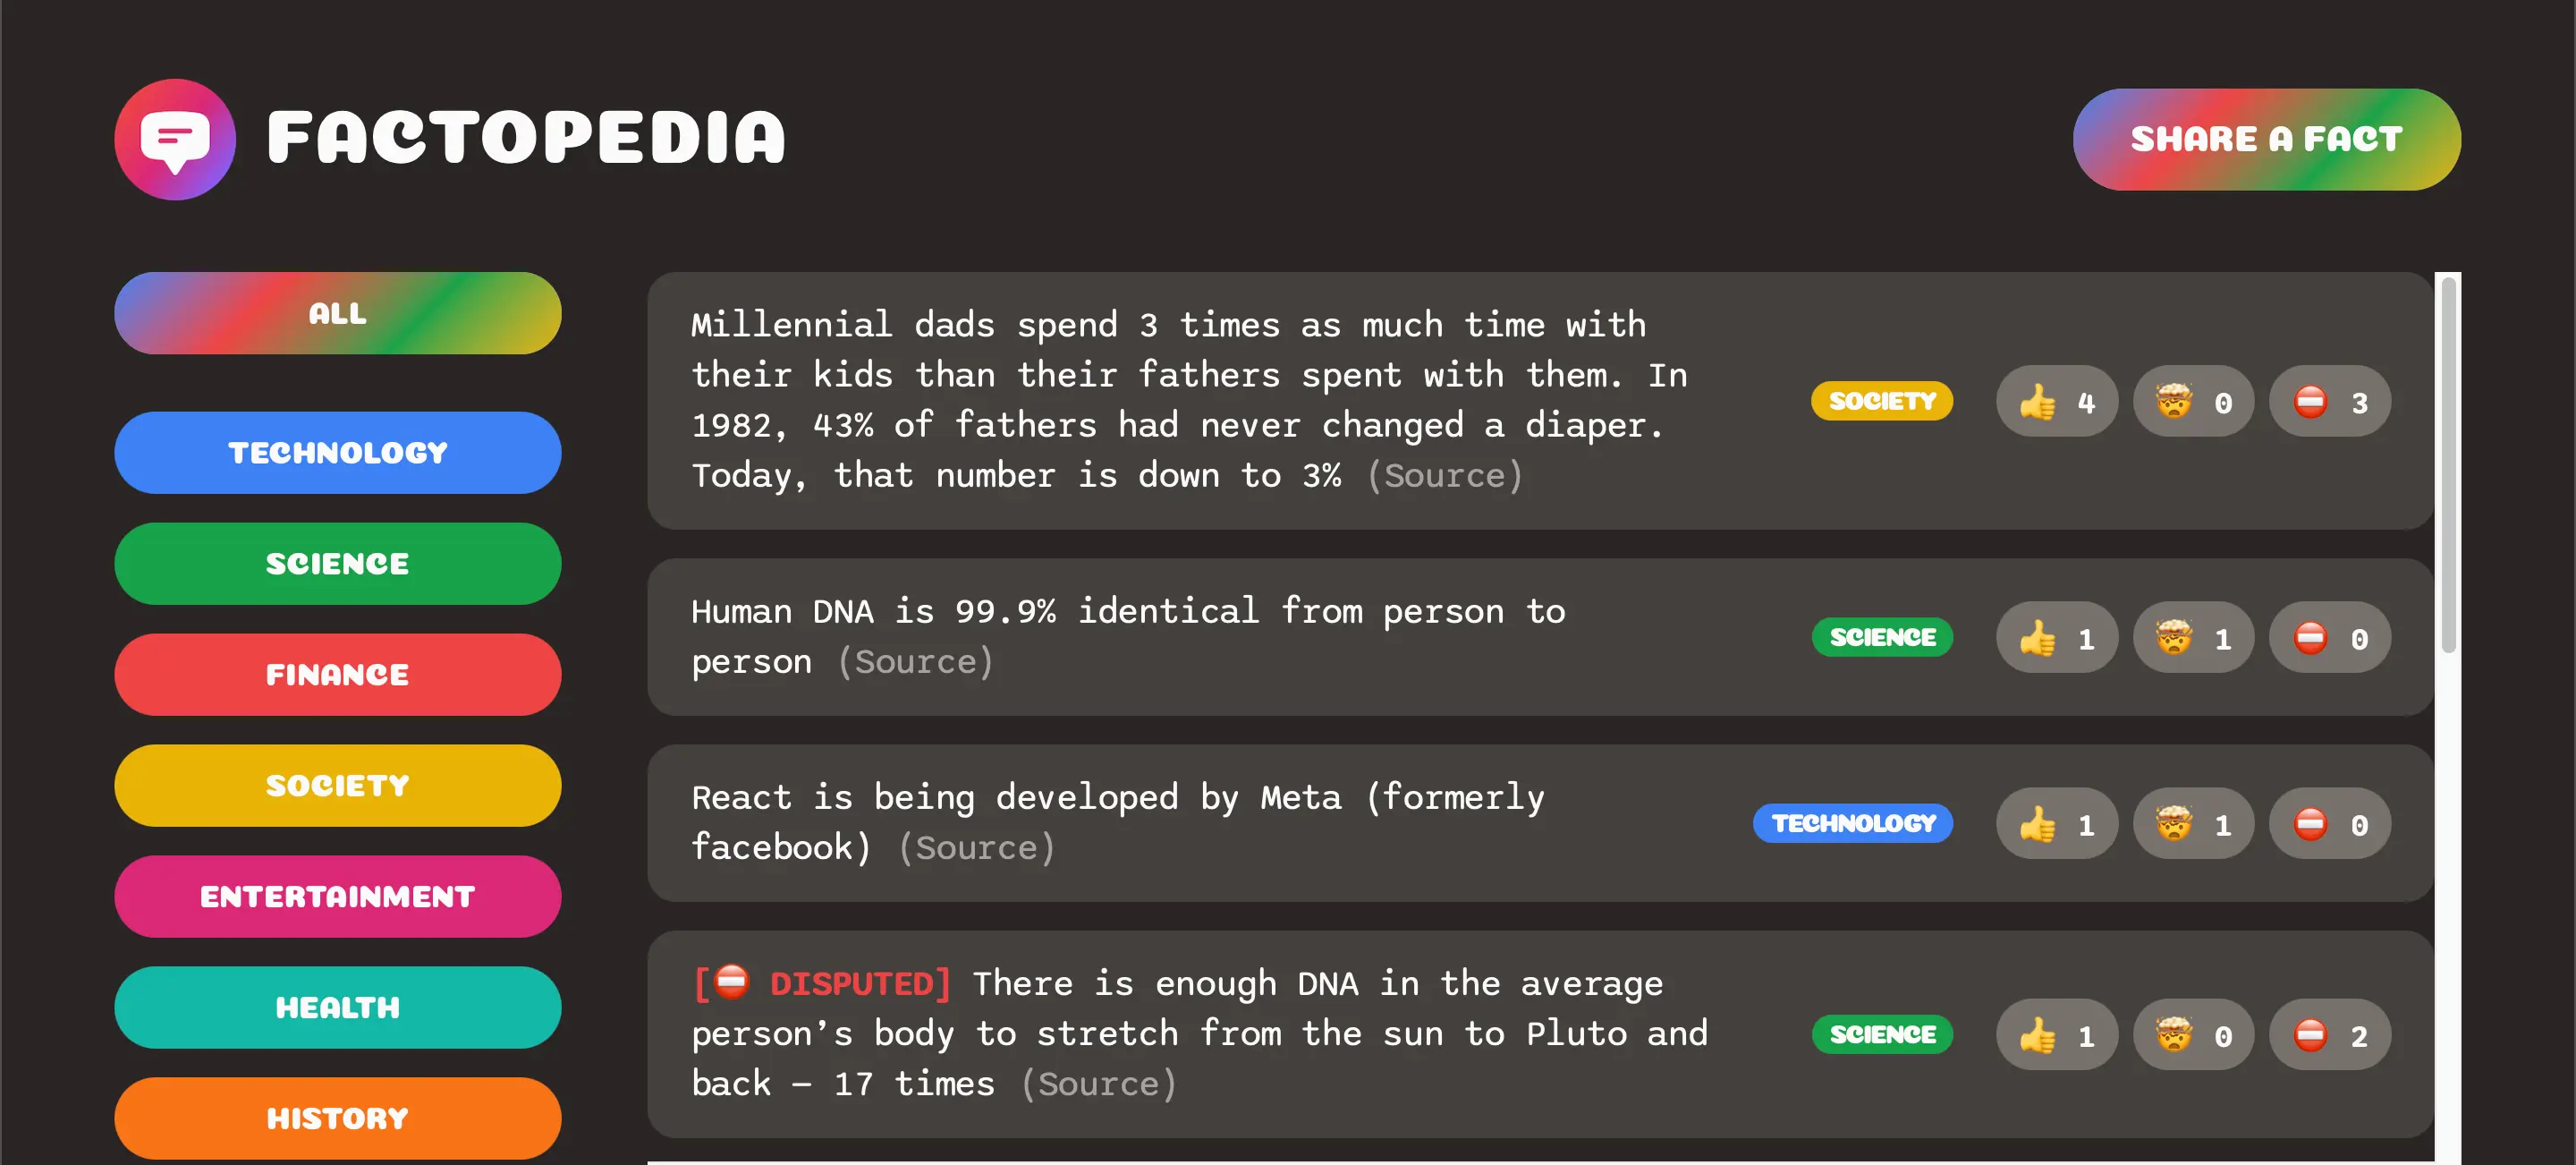 FACTOPEDIA
SHARE A FACT
ALL
TECHNOLOGY
SCIENCE
FINANCE
SOCIETY
ENTERTAINMENT
HEALTH
HISTORY
Millennial dads spend 3 times as much time with
their kids than their fathers spent with them. In
1982, 43% of fathers had never changed a diaper.
Today, that number is down to 3% (Source)
SOCIETY
👍 4 🤯 0 ⛔ 3
Human DNA is 99.9% identical from person to
person (Source)
SCIENCE
👍 1 🤯 1 ⛔ 0
React is being developed by Meta (formerly
facebook) (Source)
TECHNOLOGY
👍 1 🤯 1 ⛔ 0
[⛔ DISPUTED] There is enough DNA in the average
person’s body to stretch from the sun to Pluto and
back — 17 times (Source)
SCIENCE
👍 1 🤯 0 ⛔ 2